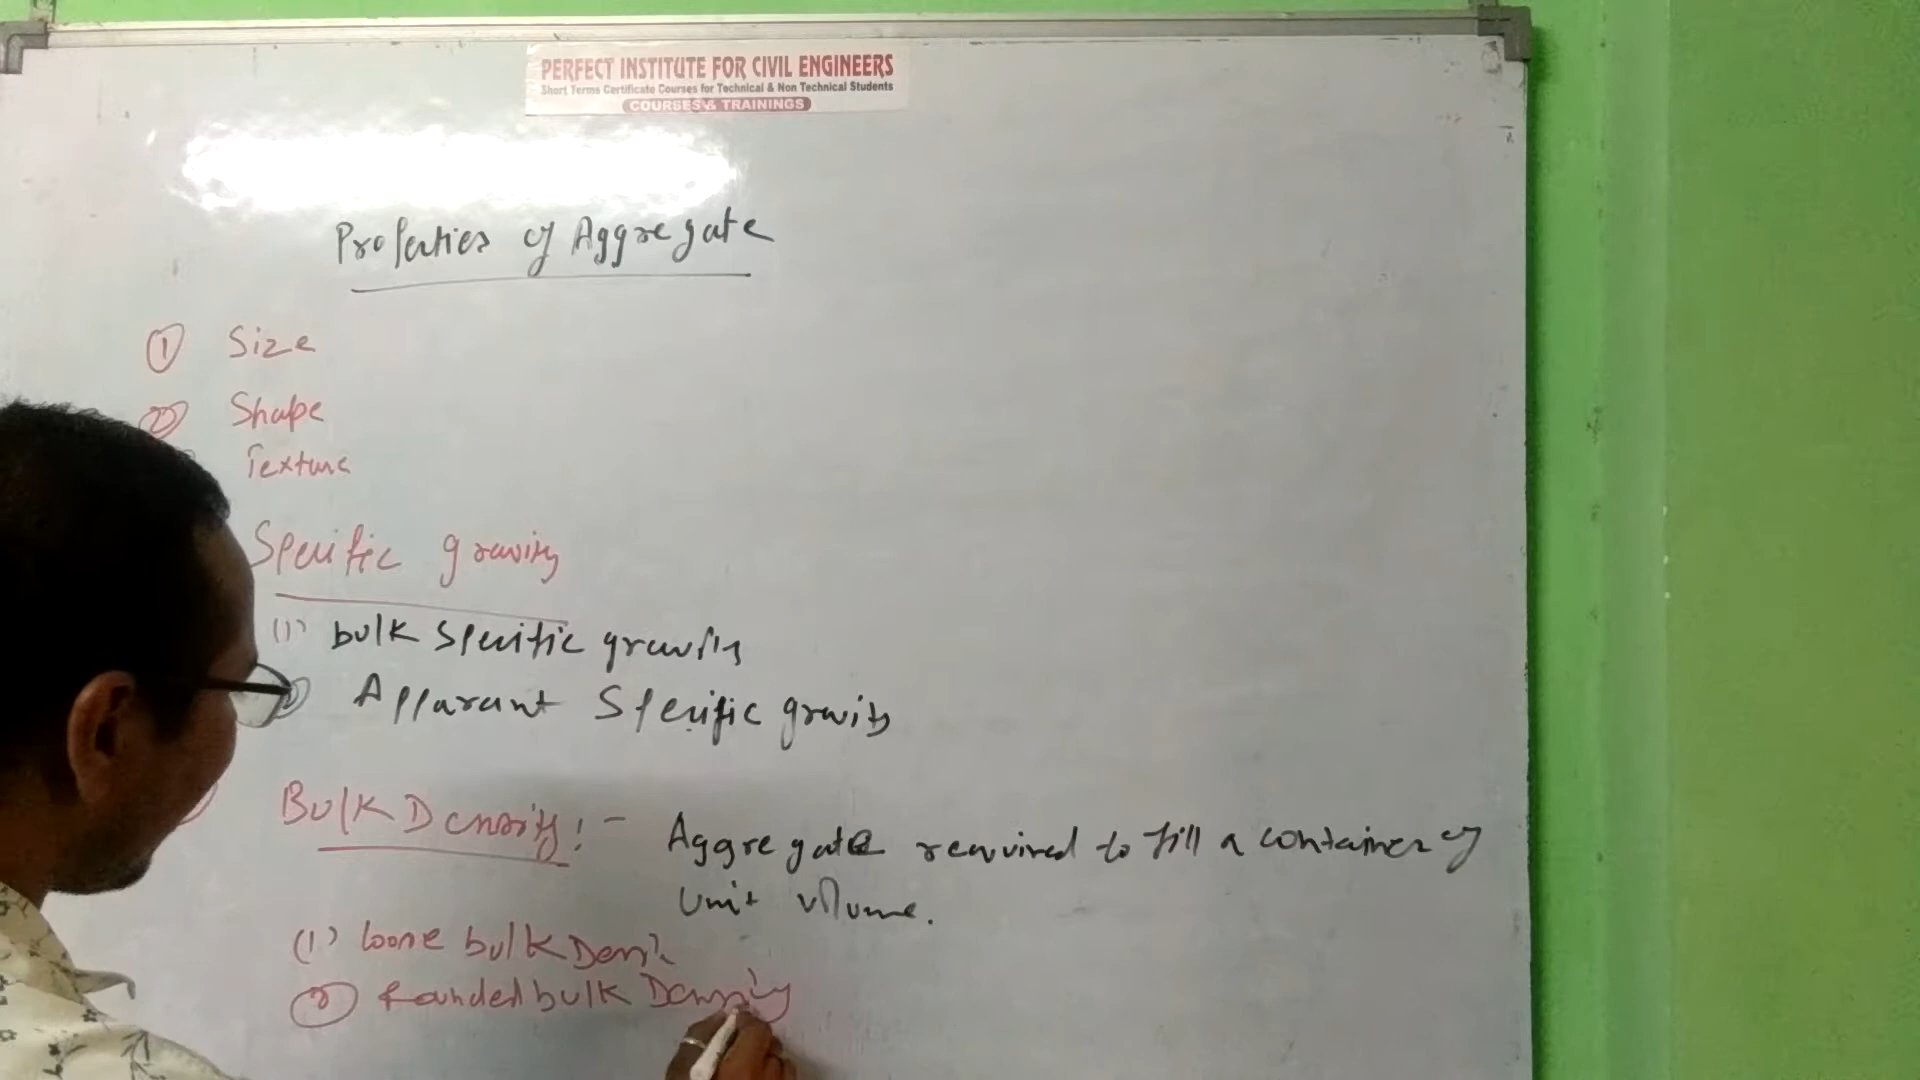 PERFECT INSTITUTE FOR CIVIL ENGINEERS
Short Terms Certificate Courses for Technical & Non Technical Students
COURSES & TRAININGS
Properties of Aggregate
① Size
② Shape
Texture
Specific gravity
(1) bulk Specific gravity
Apparant Specific gravity
Bulk Density :- Aggregate required to fill a container of
Unit volume.
(1) loose bulk Density
② bulk Density